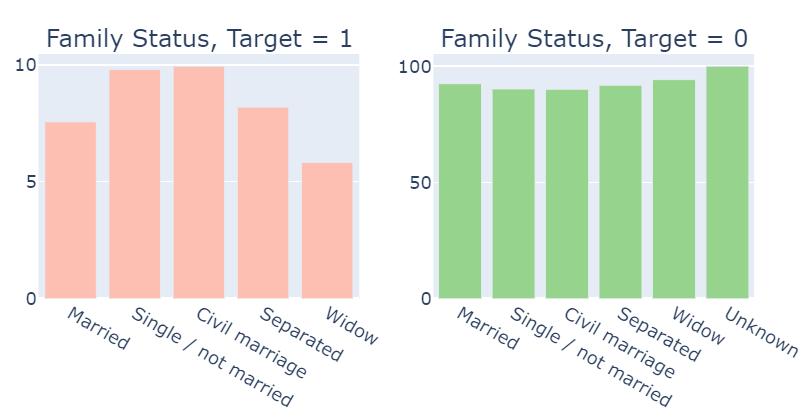 Family Status, Target = 1
10
5
0
Married
Single / not married
Civil marriage
Separated
Widow
Family Status, Target = 0
100
50
0
Married
Single / not married
Civil marriage
Separated
Widow
Unknown